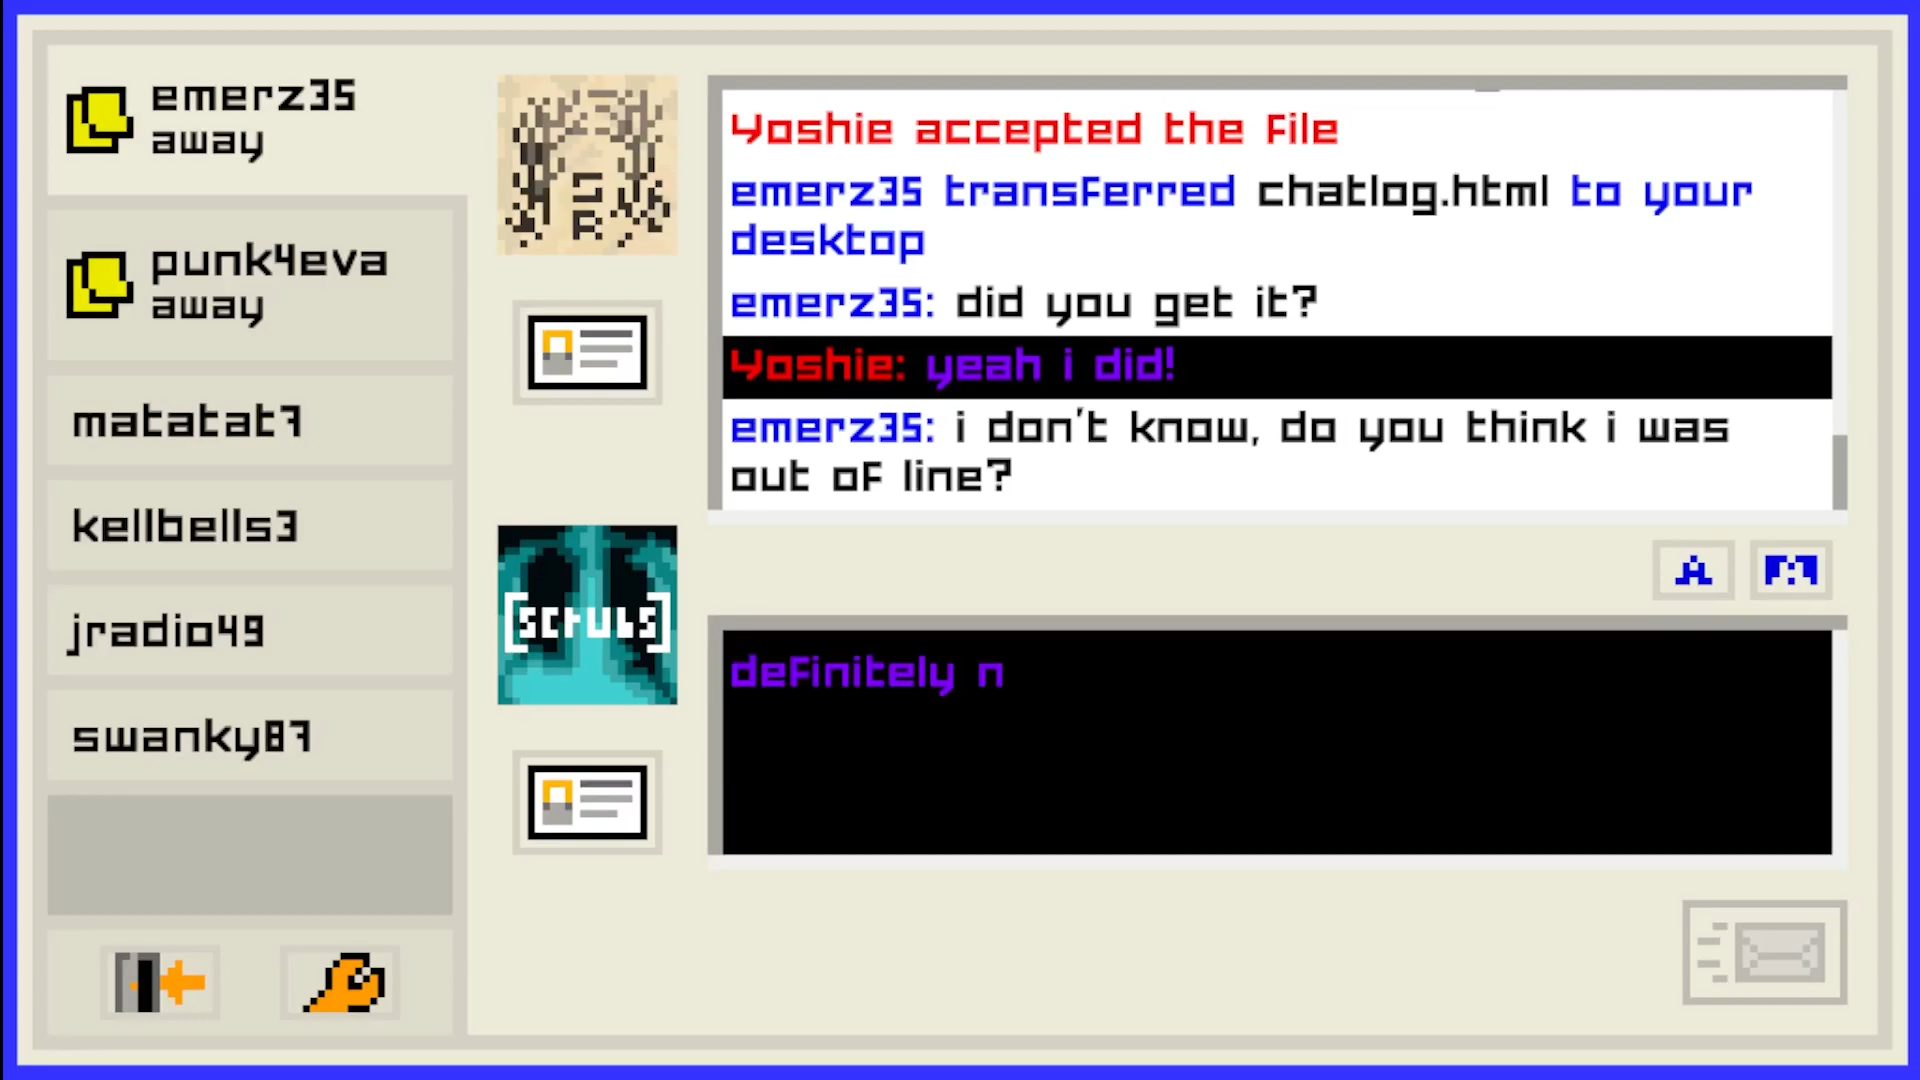 emerz35
away
punk4eva
away
matatat7
kellbells3
jradio49
swanky87
S
R
[scrubs]
Yoshie accepted the file
emerz35 transferred chatlog.html to your
desktop
emerz35: did you get it?
Yoshie: yeah i did!
emerz35: i don't know, do you think i was
out of line?
A
definitely n